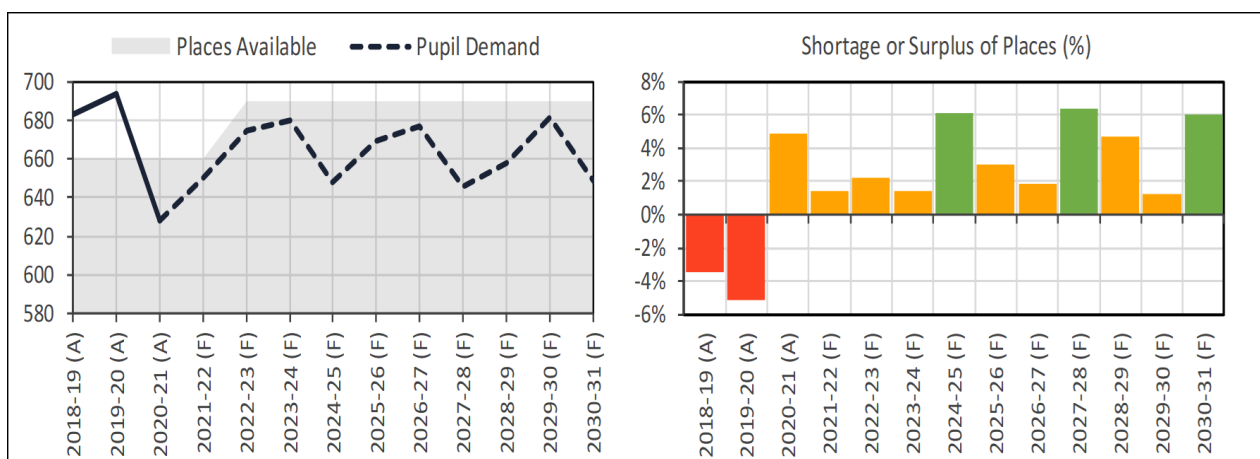 Places Available
Pupil Demand
700
680
660
640
620
600
580
2018-19 (A)
2019-20 (A)
2020-21 (A)
2021-22 (F)
2022-23 (F)
2023-24 (F)
2024-25 (F)
2025-26 (F)
2026-27 (F)
2027-28 (F)
2028-29 (F)
2029-30 (F)
2030-31 (F)
Shortage or Surplus of Places (%)
8%
6%
4%
2%
0%
-2%
-4%
-6%
2018-19 (A)
2019-20 (A)
2020-21 (A)
2021-22 (F)
2022-23 (F)
2023-24 (F)
2024-25 (F)
2025-26 (F)
2026-27 (F)
2027-28 (F)
2028-29 (F)
2029-30 (F)
2030-31 (F)